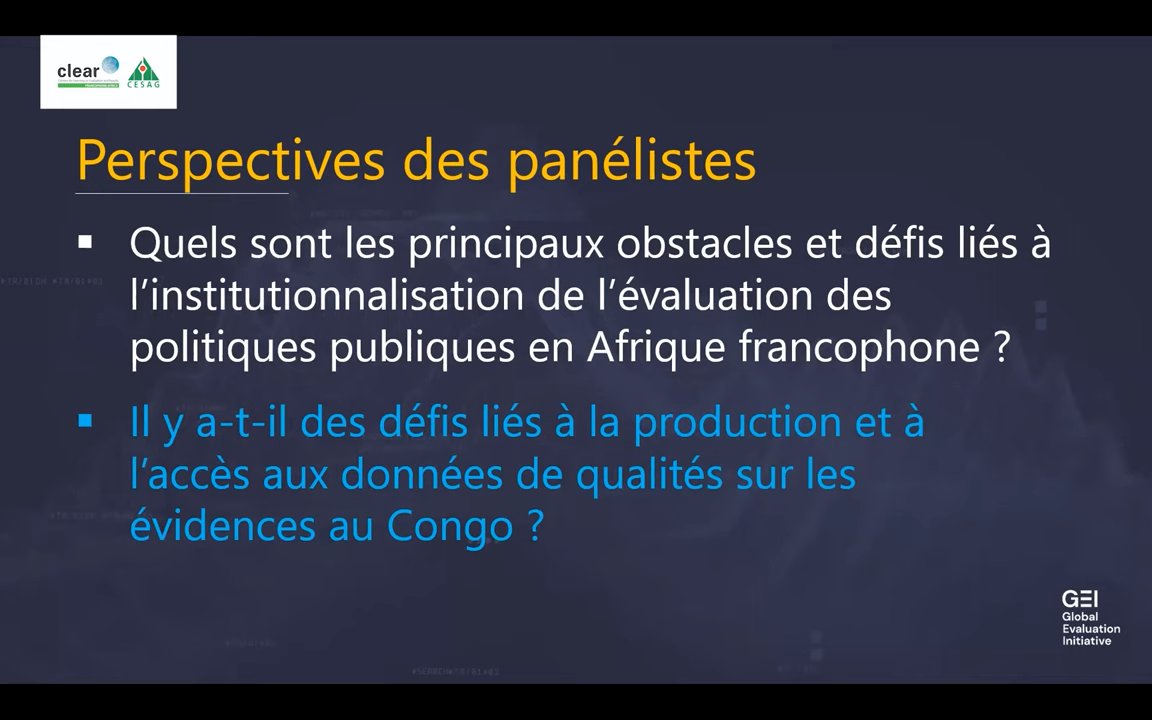 clear
CESAG
Perspectives des panélistes
▪ Quels sont les principaux obstacles et défis liés à
l’institutionnalisation de l’évaluation des
politiques publiques en Afrique francophone ?
▪ Il y a-t-il des défis liés à la production et à
l’accès aux données de qualités sur les
évidences au Congo ?
GEI
Global
Evaluation
Initiative